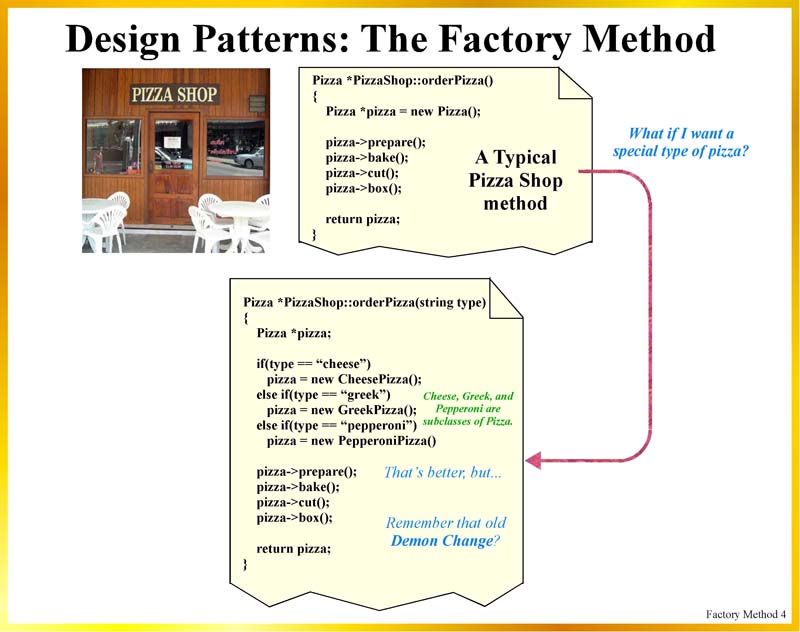 Design Patterns: The Factory Method
PIZZA SHOP
Pizza *PizzaShop::orderPizza()
{
Pizza *pizza = new Pizza();
pizza->prepare();
pizza->bake();
pizza->cut();
pizza->box();
return pizza;
}
A Typical
Pizza Shop
method
What if I want a
special type of pizza?
Pizza *PizzaShop::orderPizza(string type)
{
Pizza *pizza;
if(type == “cheese”)
pizza = new CheesePizza();
else if(type == “greek”)
pizza = new GreekPizza();
else if(type == “pepperoni”)
pizza = new PepperoniPizza()
Cheese, Greek, and
Pepperoni are
subclasses of Pizza.
pizza->prepare();
pizza->bake();
pizza->cut();
pizza->box();
return pizza;
}
That’s better, but...
Remember that old
Demon Change?
Factory Method 4